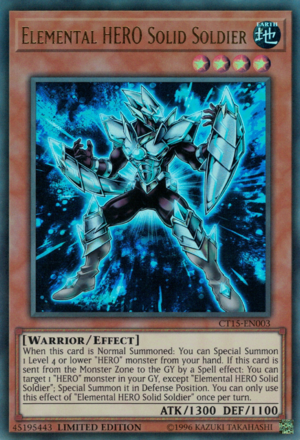 ELEMENTAL HERO SOLID SOLDIER
EARTH
地
CT15-EN003
[WARRIOR/EFFECT]
When this card is Normal Summoned: You can Special Summon
1 Level 4 or lower "HERO" monster from your hand. If this card is
sent from the Monster Zone to the GY by a Spell effect: You can
target 1 "HERO" monster in your GY, except "Elemental HERO Solid
Soldier"; Special Summon it in Defense Position. You can only use
this effect of "Elemental HERO Solid Soldier" once per turn.
ATK/1300 DEF/1100
45195443 LIMITED EDITION ©1996 KAZUKI TAKAHASHI